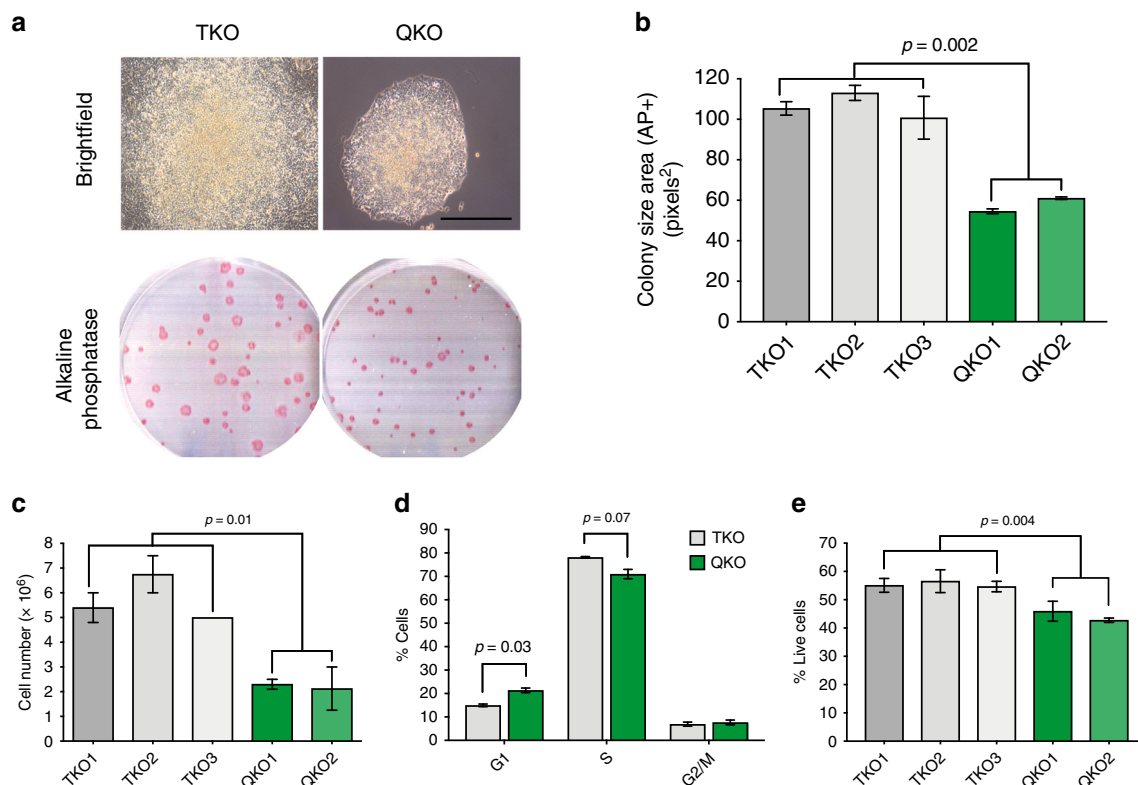 a
TKO
QKO
Brightfield
Alkaline
phosphatase
b
p = 0.002
Colony size area (AP+)
(pixels²)
120
100
80
60
40
20
0
TKO1
TKO2
TKO3
QKO1
QKO2
c
p = 0.01
Cell number (× 10⁶)
8
7
6
5
4
3
2
1
0
TKO1
TKO2
TKO3
QKO1
QKO2
d
% Cells
90
80
70
60
50
40
30
20
10
0
p = 0.03
p = 0.07
TKO
QKO
G1
S
G2/M
e
p = 0.004
% Live cells
70
60
50
40
30
20
10
0
TKO1
TKO2
TKO3
QKO1
QKO2